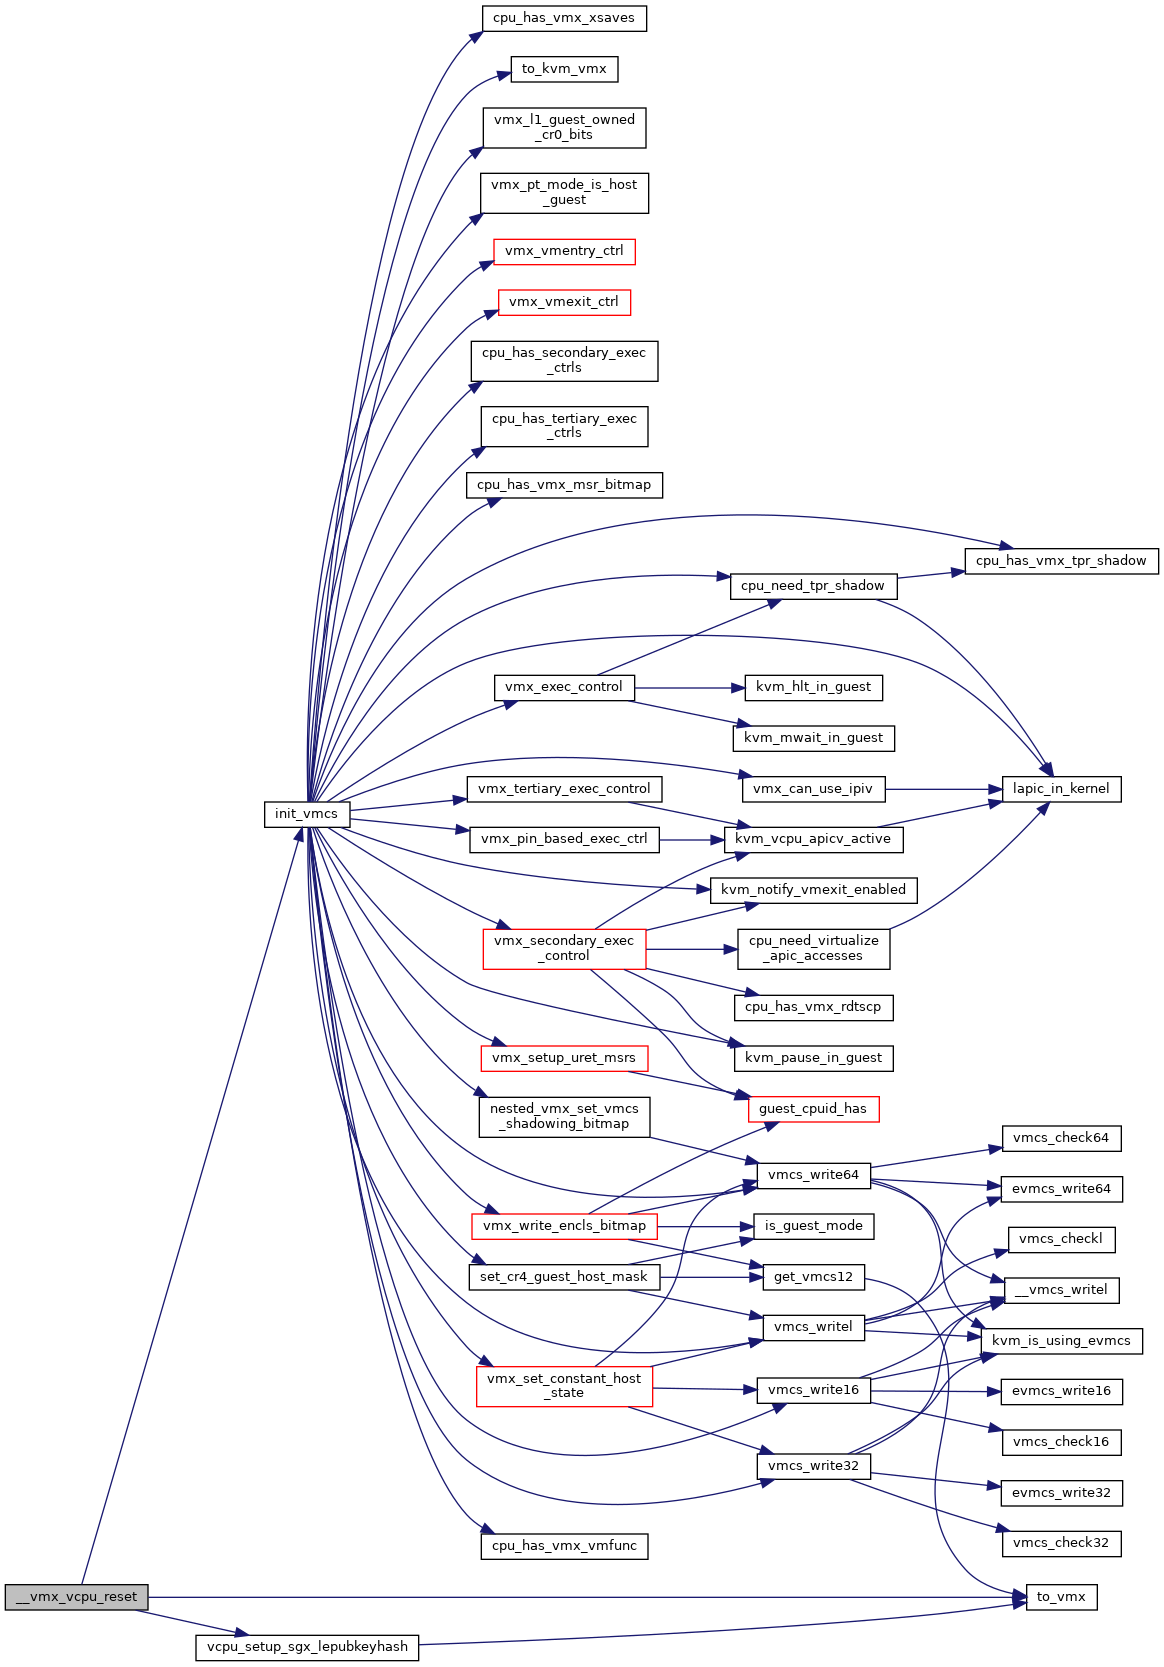 cpu_has_vmx_xsaves
to_kvm_vmx
vmx_l1_guest_owned
_cr0_bits
vmx_pt_mode_is_host
_guest
vmx_vmentry_ctrl
vmx_vmexit_ctrl
cpu_has_secondary_exec
_ctrls
cpu_has_tertiary_exec
_ctrls
cpu_has_vmx_msr_bitmap
cpu_has_vmx_tpr_shadow
cpu_need_tpr_shadow
vmx_exec_control
kvm_hlt_in_guest
kvm_mwait_in_guest
vmx_tertiary_exec_control
vmx_can_use_ipiv
lapic_in_kernel
init_vmcs
vmx_pin_based_exec_ctrl
kvm_vcpu_apicv_active
kvm_notify_vmexit_enabled
vmx_secondary_exec
_control
cpu_need_virtualize
_apic_accesses
cpu_has_vmx_rdtscp
vmx_setup_uret_msrs
kvm_pause_in_guest
nested_vmx_set_vmcs
_shadowing_bitmap
guest_cpuid_has
vmcs_check64
vmcs_write64
evmcs_write64
vmx_write_encls_bitmap
is_guest_mode
vmcs_checkl
set_cr4_guest_host_mask
get_vmcs12
__vmcs_writel
vmcs_writel
kvm_is_using_evmcs
vmx_set_constant_host
_state
vmcs_write16
evmcs_write16
vmcs_check16
vmcs_write32
evmcs_write32
cpu_has_vmx_vmfunc
vmcs_check32
__vmx_vcpu_reset
to_vmx
vcpu_setup_sgx_lepubkeyhash